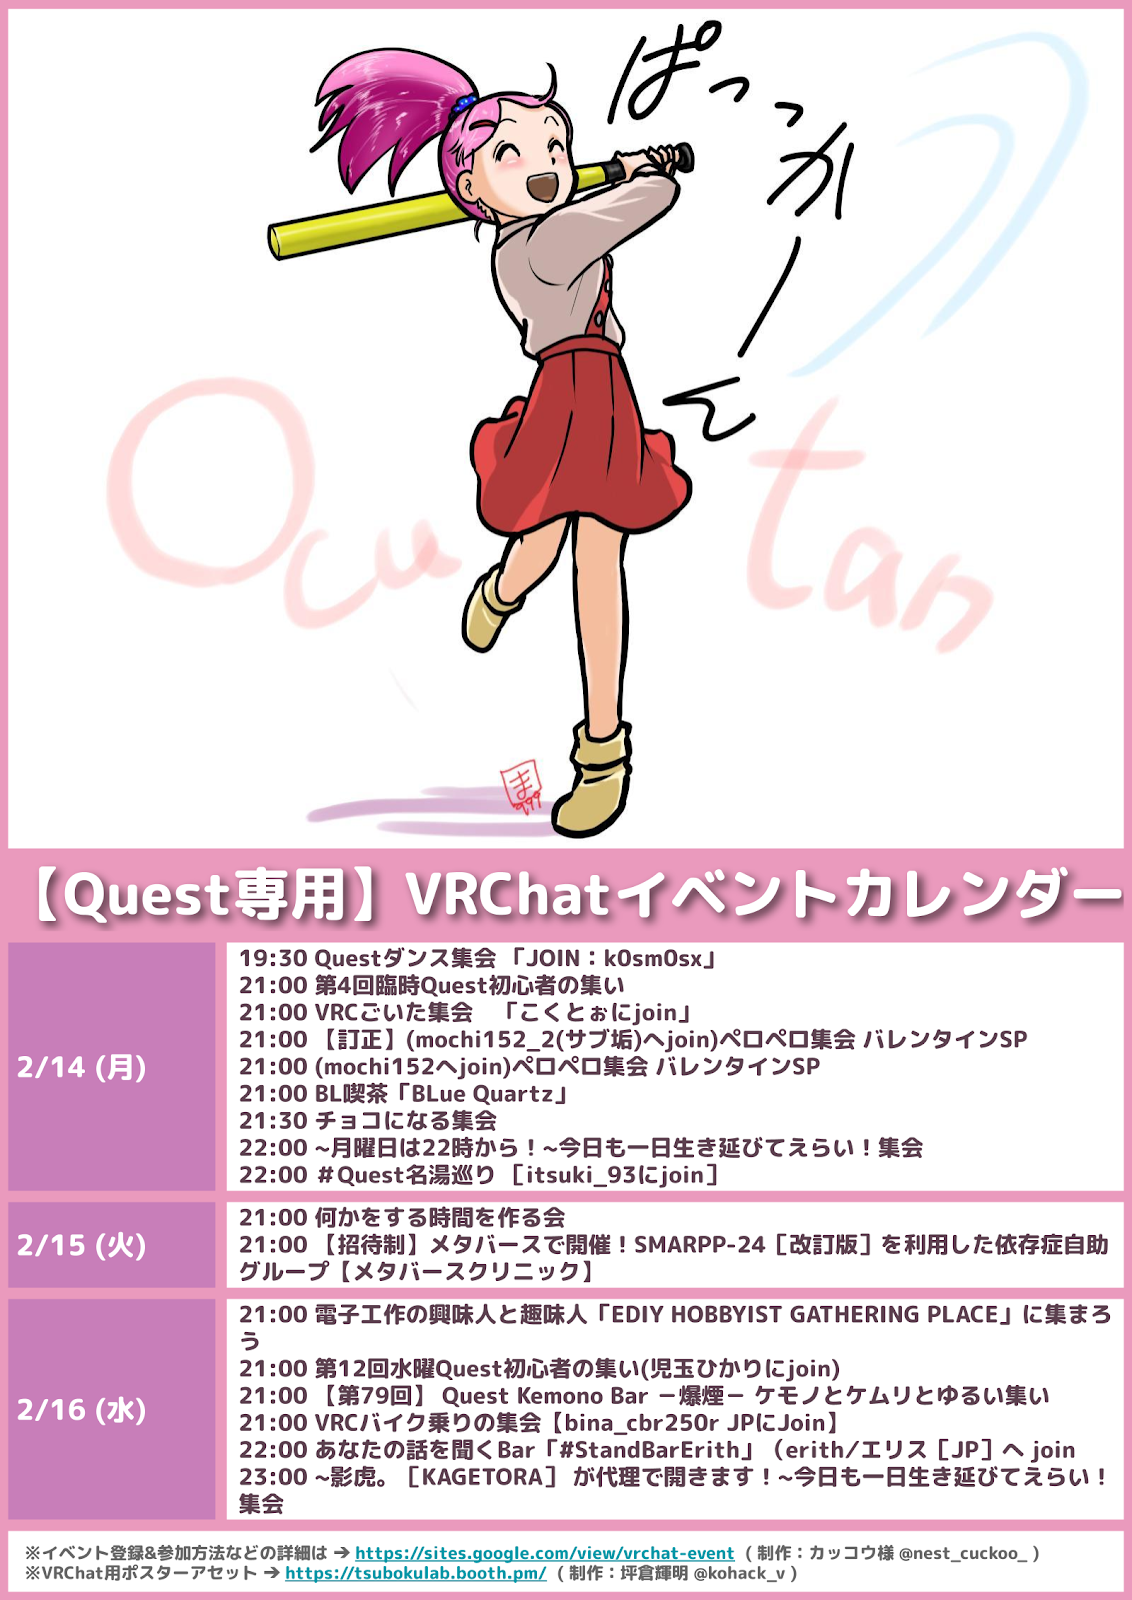 ぱっっかーん
Ocu tan
ま
999
【Quest専用】VRChatイベントカレンダー
2/14 (月)
19:30 Questダンス集会 「JOIN：k0sm0sx」
21:00 第4回臨時Quest初心者の集い
21:00 VRCごいた集会　「こくとぉにjoin」
21:00 【訂正】(mochi152_2(サブ垢)へjoin)ペロペロ集会 バレンタインSP
21:00 (mochi152へjoin)ペロペロ集会 バレンタインSP
21:00 BL喫茶「BLue Quartz」
21:30 チョコになる集会
22:00 ~月曜日は22時から！~今日も一日生き延びてえらい！集会
22:00 ＃Quest名湯巡り ［itsuki_93にjoin］
2/15 (火)
21:00 何かをする時間を作る会
21:00 【招待制】メタバースで開催！SMARPP-24［改訂版］を利用した依存症自助
グループ【メタバースクリニック】
2/16 (水)
21:00 電子工作の興味人と趣味人「EDIY HOBBYIST GATHERING PLACE」に集まろ
う
21:00 第12回水曜Quest初心者の集い(児玉ひかりにjoin)
21:00 【第79回】 Quest Kemono Bar －爆煙－ ケモノとケムリとゆるい集い
21:00 VRCバイク乗りの集会【bina_cbr250r JPにJoin】
22:00 あなたの話を聞くBar「#StandBarErith」（erith/エリス［JP］へ join
23:00 ~影虎。［KAGETORA］ が代理で開きます！~今日も一日生き延びてえらい！
集会
※イベント登録&参加方法などの詳細は ➔ https://sites.google.com/view/vrchat-event （ 制作：カッコウ様 @nest_cuckoo_ ）
※VRChat用ポスターアセット ➔ https://tsubokulab.booth.pm/ （ 制作：坪倉輝明 @kohack_v ）